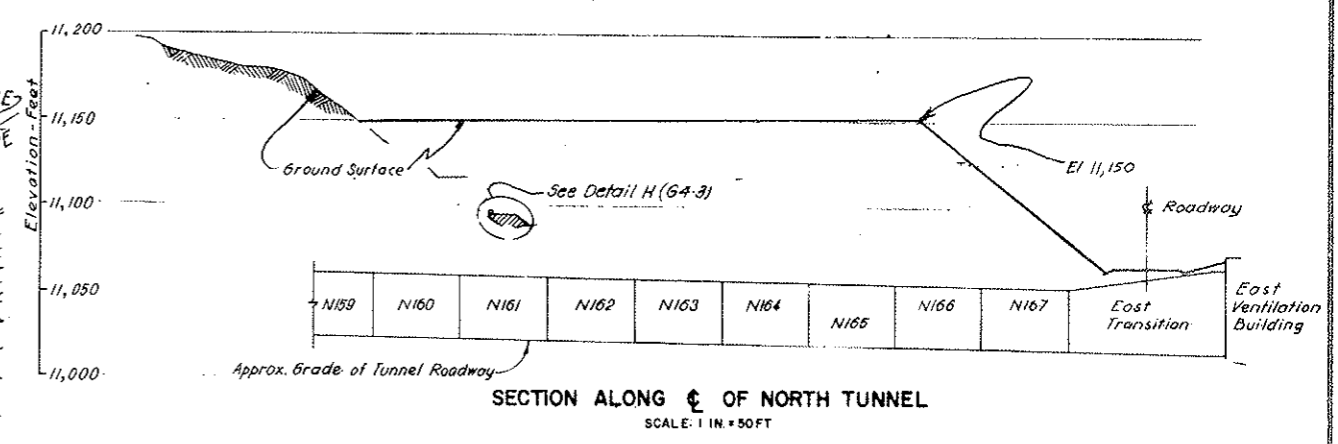 11,200
11,150
11,100
11,050
11,000
Elevation-Feet
Ground Surface
See Detail H (G4-3)
El 11,150
℄ Roadway
N159
N160
N161
N162
N163
N164
N165
N166
N167
East
Transition
East
Ventilation
Building
Approx. Grade of Tunnel Roadway
SECTION ALONG ℄ OF NORTH TUNNEL
SCALE: 1 IN. = 50 FT